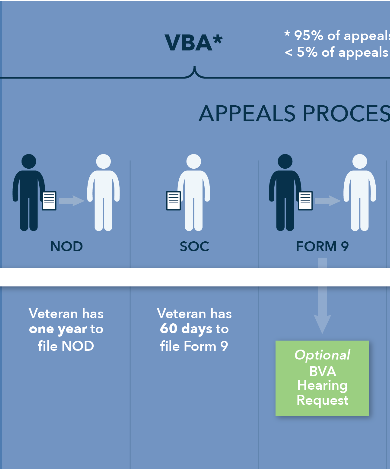 VBA*
* 95% of appeals
< 5% of appeals
APPEALS PROCES
NOD
SOC
FORM 9
Veteran has
one year to
file NOD
Veteran has
60 days to
file Form 9
Optional
BVA
Hearing
Request